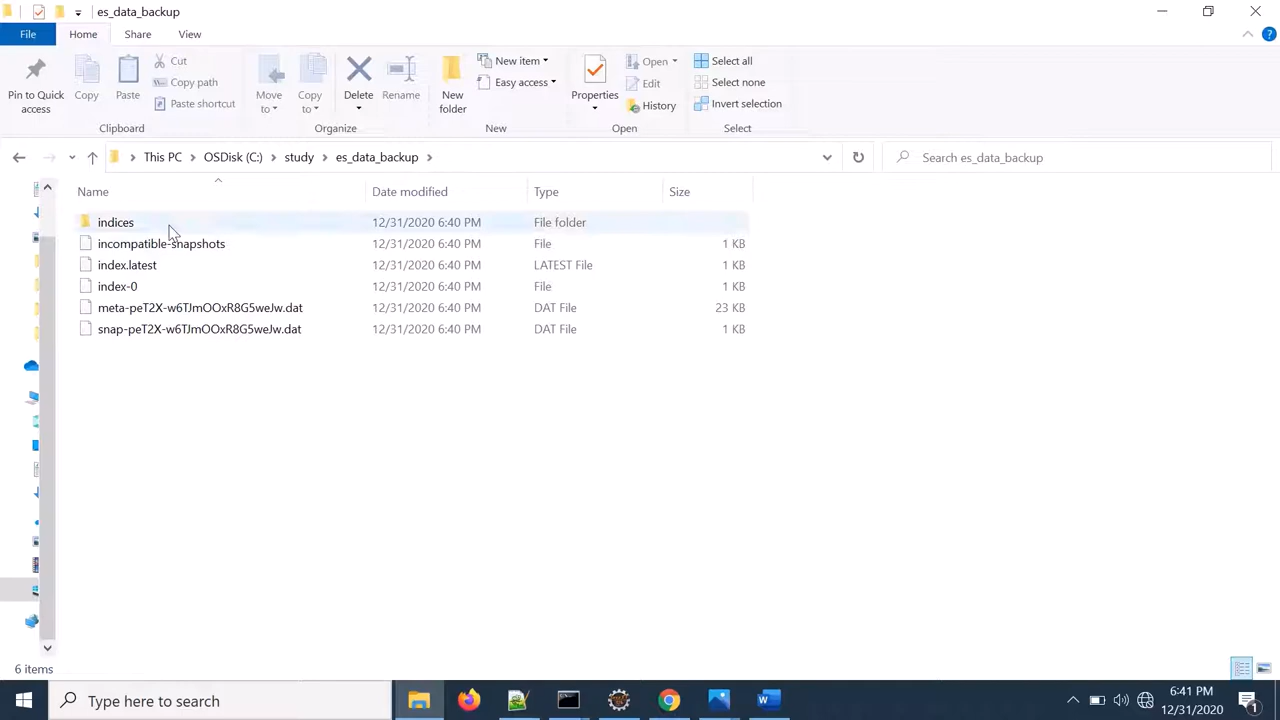 es_data_backup
File Home Share View
Pin to Quick access
Copy
Paste
Cut
Copy path
Paste shortcut
Clipboard
Move to
Copy to
Delete
Rename
Organize
New folder
New item
Easy access
New
Properties
Open
Edit
History
Open
Select all
Select none
Invert selection
Select
This PC > OSDisk (C:) > study > es_data_backup >
Search es_data_backup
Name Date modified Type Size
indices 12/31/2020 6:40 PM File folder
incompatible-snapshots 12/31/2020 6:40 PM File 1 KB
index.latest 12/31/2020 6:40 PM LATEST File 1 KB
index-0 12/31/2020 6:40 PM File 1 KB
meta-peT2X-w6TJmOOxR8G5weJw.dat 12/31/2020 6:40 PM DAT File 23 KB
snap-peT2X-w6TJmOOxR8G5weJw.dat 12/31/2020 6:40 PM DAT File 1 KB
6 items
Type here to search
6:41 PM
12/31/2020
1